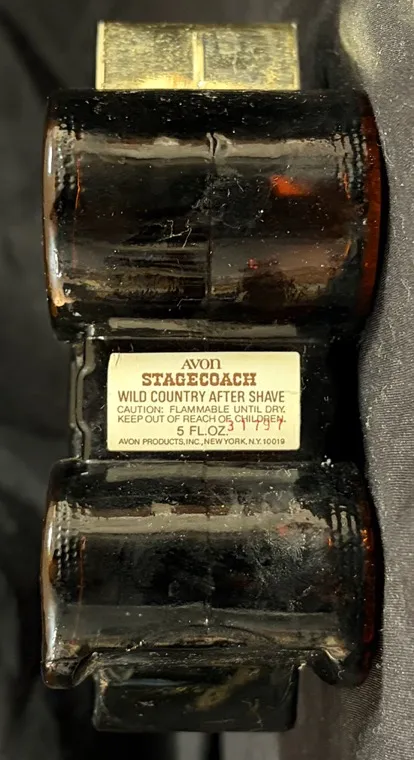 AVON
STAGECOACH
WILD COUNTRY AFTER SHAVE
CAUTION: FLAMMABLE UNTIL DRY.
KEEP OUT OF REACH OF CHILDREN.
5 FL.OZ.
AVON PRODUCTS, INC., NEW YORK, N.Y. 10019